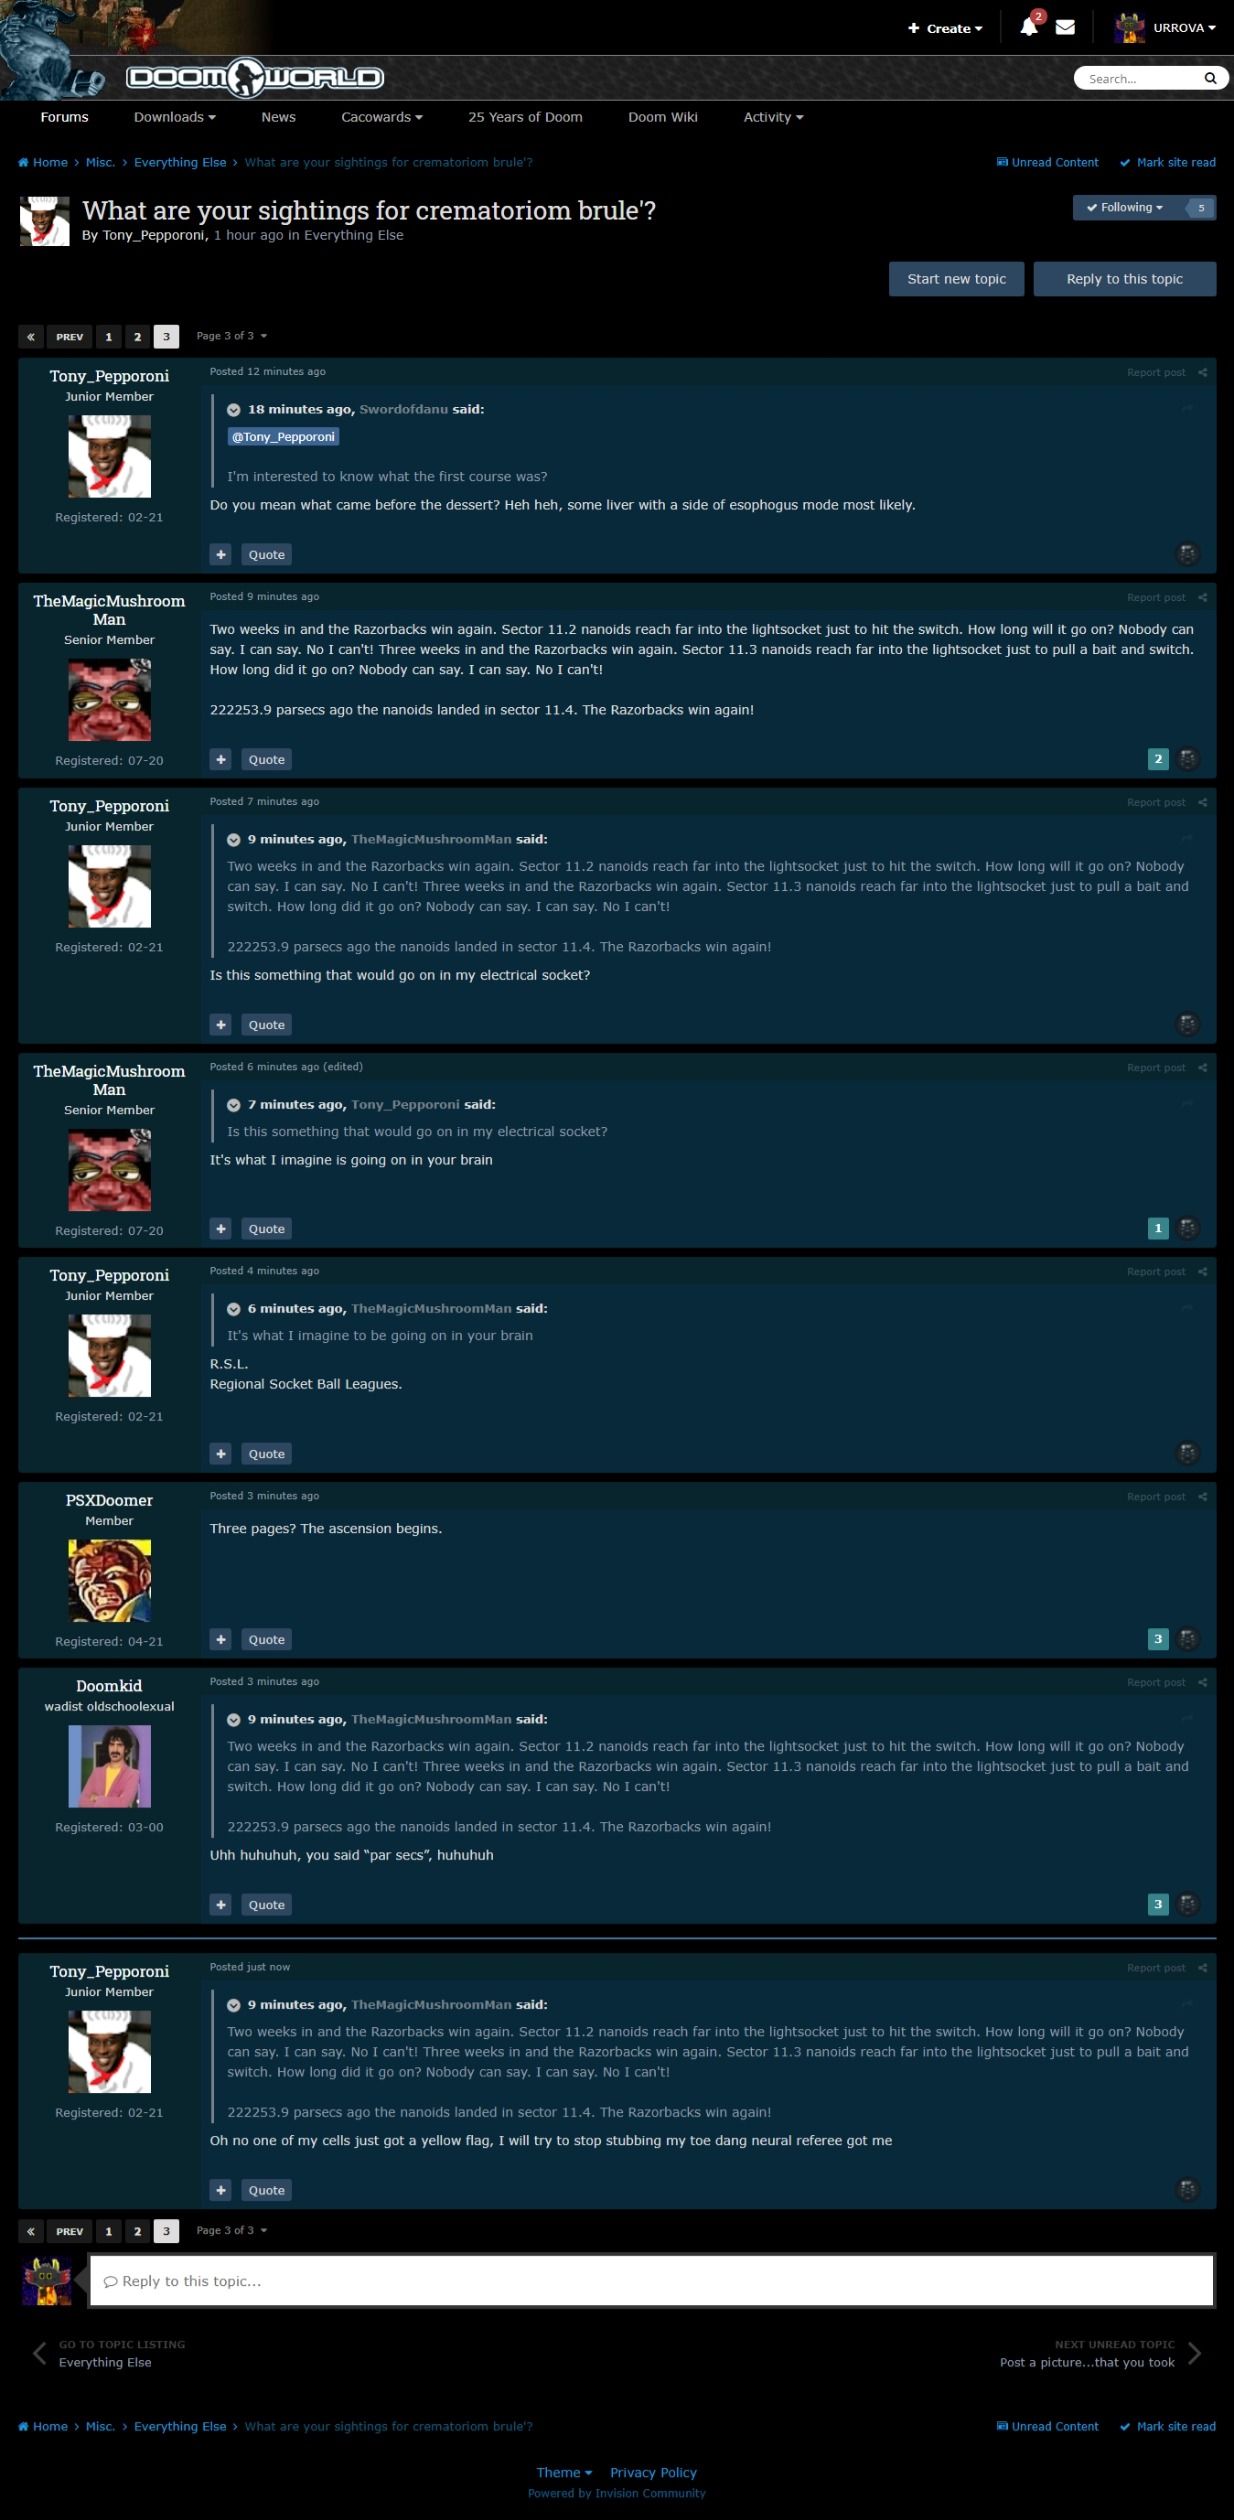 + Create
2
URROVA
DOOMWORLD
Search...
Forums Downloads News Cacowards 25 Years of Doom Doom Wiki Activity
Home > Misc. > Everything Else > What are your sightings for crematoriom brule'?
Unread Content Mark site read
What are your sightings for crematoriom brule'?
By Tony_Pepporoni, 1 hour ago in Everything Else
Following 5
Start new topic Reply to this topic
« PREV 1 2 3 Page 3 of 3
Tony_Pepporoni
Junior Member
Registered: 02-21
Posted 12 minutes ago
Report post
18 minutes ago, Swordofdanu said:
@Tony_Pepporoni
I'm interested to know what the first course was?
Do you mean what came before the dessert? Heh heh, some liver with a side of esophogus mode most likely.
+ Quote
TheMagicMushroom
Man
Senior Member
Registered: 07-20
Posted 9 minutes ago
Report post
Two weeks in and the Razorbacks win again. Sector 11.2 nanoids reach far into the lightsocket just to hit the switch. How long will it go on? Nobody can
say. I can say. No I can't! Three weeks in and the Razorbacks win again. Sector 11.3 nanoids reach far into the lightsocket just to pull a bait and switch.
How long did it go on? Nobody can say. I can say. No I can't!
222253.9 parsecs ago the nanoids landed in sector 11.4. The Razorbacks win again!
+ Quote
2
Tony_Pepporoni
Junior Member
Registered: 02-21
Posted 7 minutes ago
Report post
9 minutes ago, TheMagicMushroomMan said:
Two weeks in and the Razorbacks win again. Sector 11.2 nanoids reach far into the lightsocket just to hit the switch. How long will it go on? Nobody
can say. I can say. No I can't! Three weeks in and the Razorbacks win again. Sector 11.3 nanoids reach far into the lightsocket just to pull a bait and
switch. How long did it go on? Nobody can say. I can say. No I can't!
222253.9 parsecs ago the nanoids landed in sector 11.4. The Razorbacks win again!
Is this something that would go on in my electrical socket?
+ Quote
TheMagicMushroom
Man
Senior Member
Registered: 07-20
Posted 6 minutes ago (edited)
Report post
7 minutes ago, Tony_Pepporoni said:
Is this something that would go on in my electrical socket?
It's what I imagine is going on in your brain
+ Quote
1
Tony_Pepporoni
Junior Member
Registered: 02-21
Posted 4 minutes ago
Report post
6 minutes ago, TheMagicMushroomMan said:
It's what I imagine to be going on in your brain
R.S.L.
Regional Socket Ball Leagues.
+ Quote
PSXDoomer
Member
Registered: 04-21
Posted 3 minutes ago
Report post
Three pages? The ascension begins.
+ Quote
3
Doomkid
wadist oldschoolexual
Registered: 03-00
Posted 3 minutes ago
Report post
9 minutes ago, TheMagicMushroomMan said:
Two weeks in and the Razorbacks win again. Sector 11.2 nanoids reach far into the lightsocket just to hit the switch. How long will it go on? Nobody
can say. I can say. No I can't! Three weeks in and the Razorbacks win again. Sector 11.3 nanoids reach far into the lightsocket just to pull a bait and
switch. How long did it go on? Nobody can say. I can say. No I can't!
222253.9 parsecs ago the nanoids landed in sector 11.4. The Razorbacks win again!
Uhh huhuhuh, you said “par secs”, huhuhuh
+ Quote
3
Tony_Pepporoni
Junior Member
Registered: 02-21
Posted just now
Report post
9 minutes ago, TheMagicMushroomMan said:
Two weeks in and the Razorbacks win again. Sector 11.2 nanoids reach far into the lightsocket just to hit the switch. How long will it go on? Nobody
can say. I can say. No I can't! Three weeks in and the Razorbacks win again. Sector 11.3 nanoids reach far into the lightsocket just to pull a bait and
switch. How long did it go on? Nobody can say. I can say. No I can't!
222253.9 parsecs ago the nanoids landed in sector 11.4. The Razorbacks win again!
Oh no one of my cells just got a yellow flag, I will try to stop stubbing my toe dang neural referee got me
+ Quote
« PREV 1 2 3 Page 3 of 3
Reply to this topic...
GO TO TOPIC LISTING
Everything Else
NEXT UNREAD TOPIC
Post a picture...that you took
Home > Misc. > Everything Else > What are your sightings for crematoriom brule'?
Unread Content Mark site read
Theme Privacy Policy
Powered by Invision Community